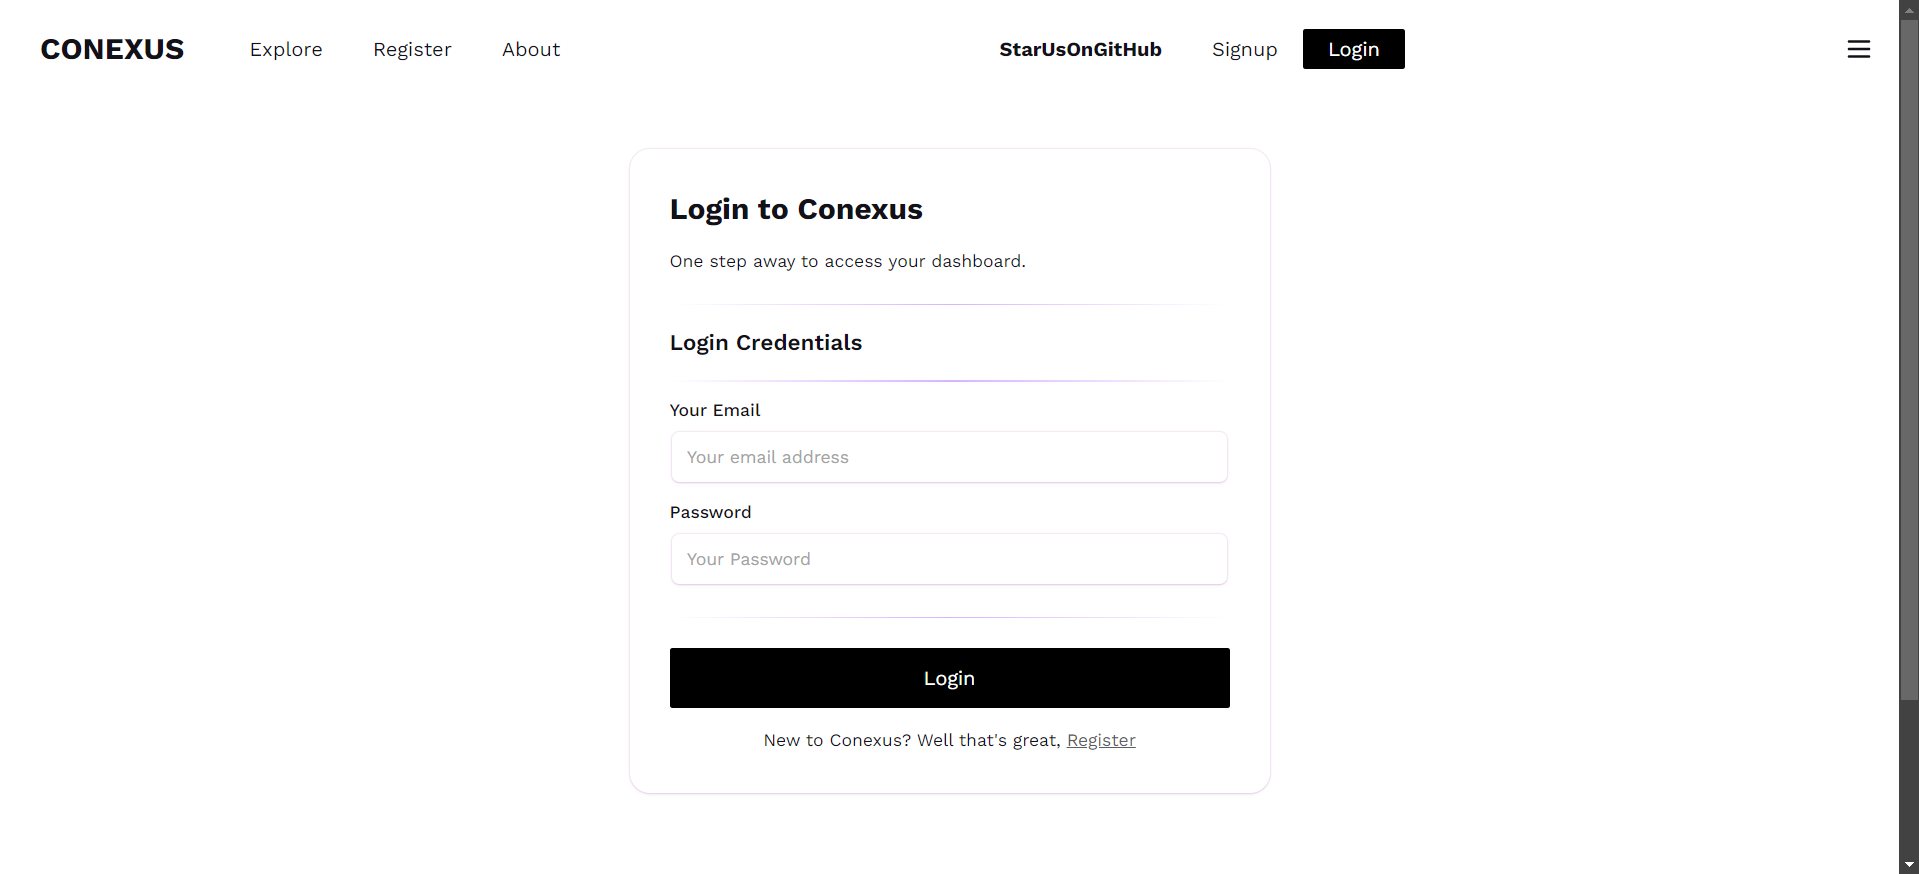 CONEXUS Explore Register About StarUsOnGitHub Signup Login
Login to Conexus
One step away to access your dashboard.
Login Credentials
Your Email
Your email address
Password
Your Password
Login
New to Conexus? Well that's great, Register